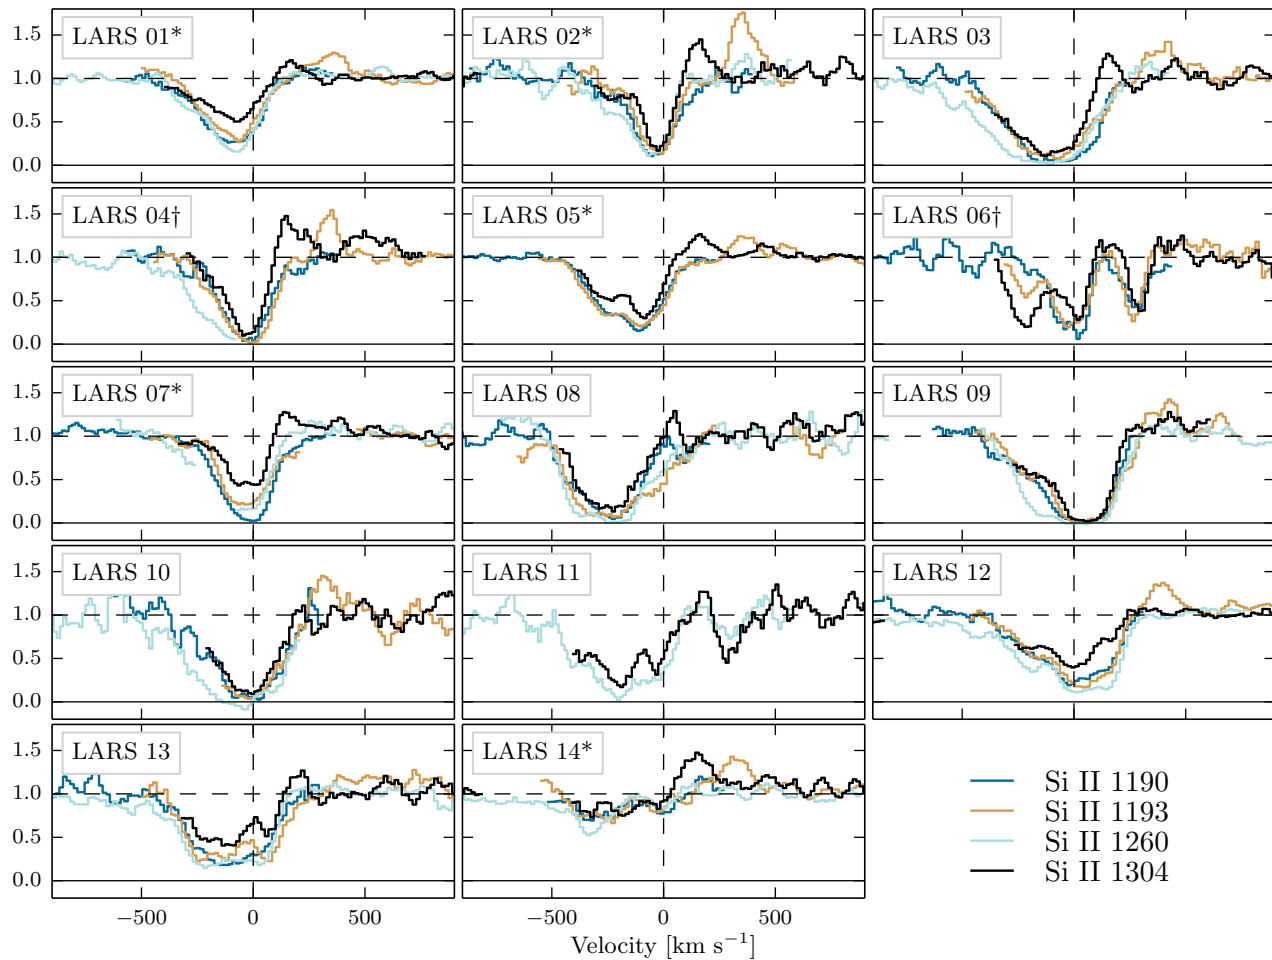 LARS 01*
LARS 02*
LARS 03
1.5
1.0
0.5
0.0
LARS 04†
LARS 05*
LARS 06†
1.5
1.0
0.5
0.0
LARS 07*
LARS 08
LARS 09
1.5
1.0
0.5
0.0
LARS 10
LARS 11
LARS 12
1.5
1.0
0.5
0.0
LARS 13
LARS 14*
1.5
1.0
0.5
0.0
Si II 1190
Si II 1193
Si II 1260
Si II 1304
−500 0 500 −500 0 500
Velocity [km s⁻¹]